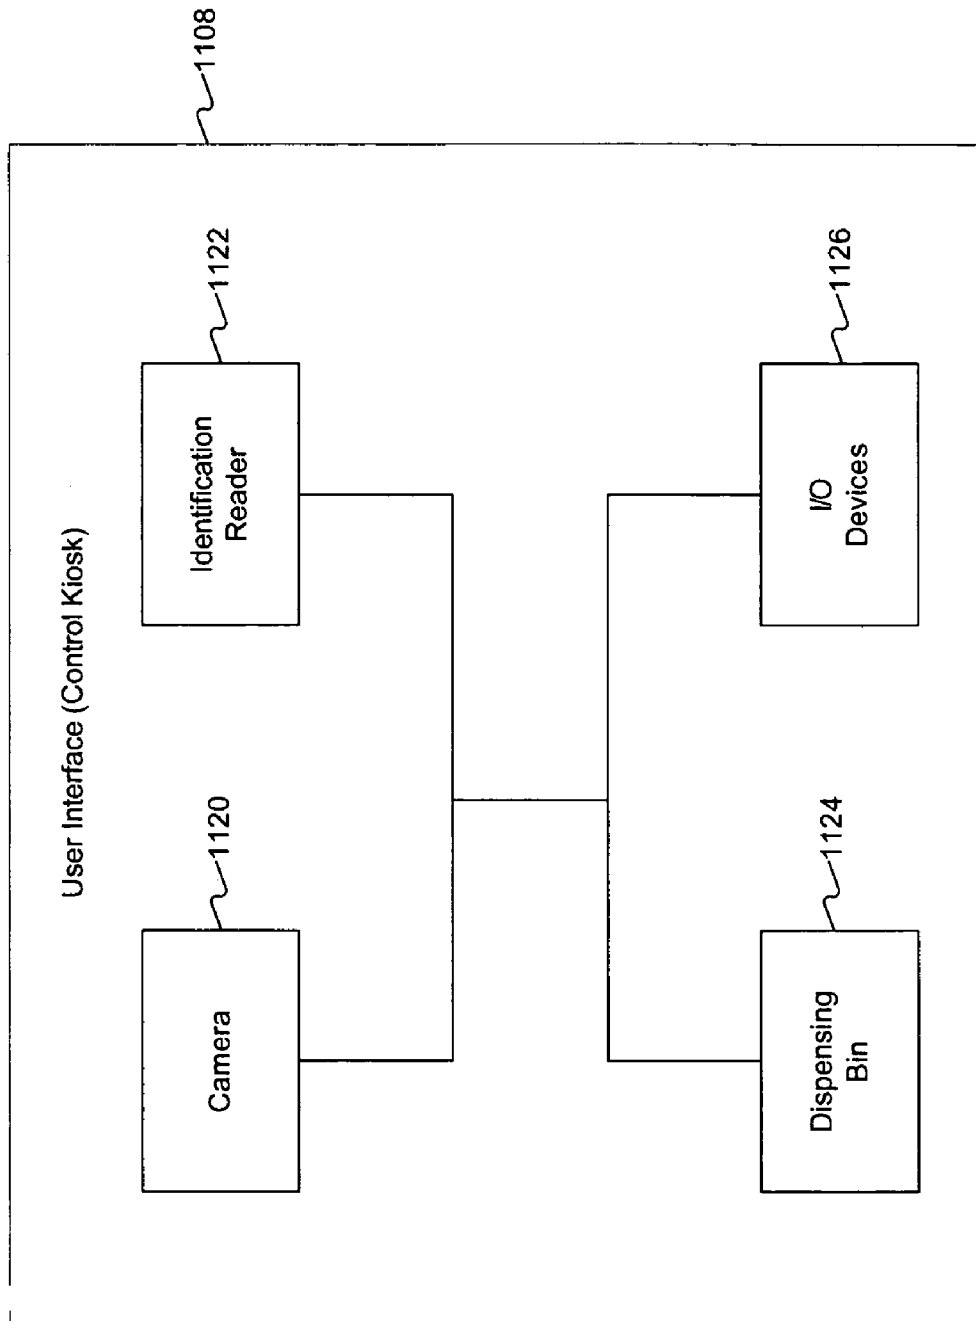 User Interface (Control Kiosk)
1108
Camera
1120
Identification
Reader
1122
Dispensing
Bin
1124
I/O
Devices
1126